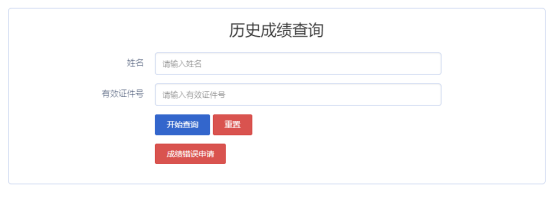 历史成绩查询
姓名 请输入姓名
有效证件号 请输入有效证件号
开始查询 重置
成绩错误申请